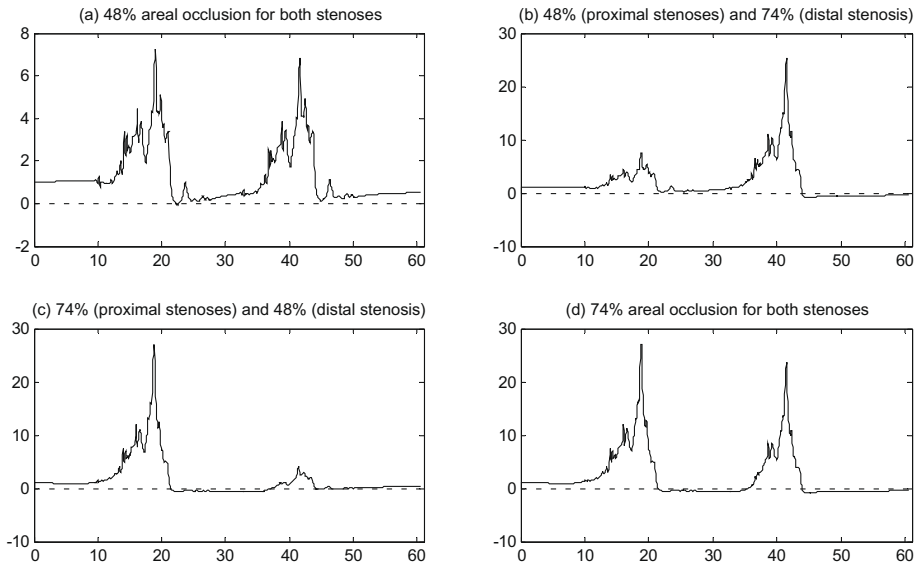 (a) 48% areal occlusion for both stenoses
8
6
4
2
0
-2
0 10 20 30 40 50 60
(b) 48% (proximal stenoses) and 74% (distal stenosis)
30
20
10
0
-10
0 10 20 30 40 50 60
(c) 74% (proximal stenoses) and 48% (distal stenosis)
30
20
10
0
-10
0 10 20 30 40 50 60
(d) 74% areal occlusion for both stenoses
30
20
10
0
-10
0 10 20 30 40 50 60